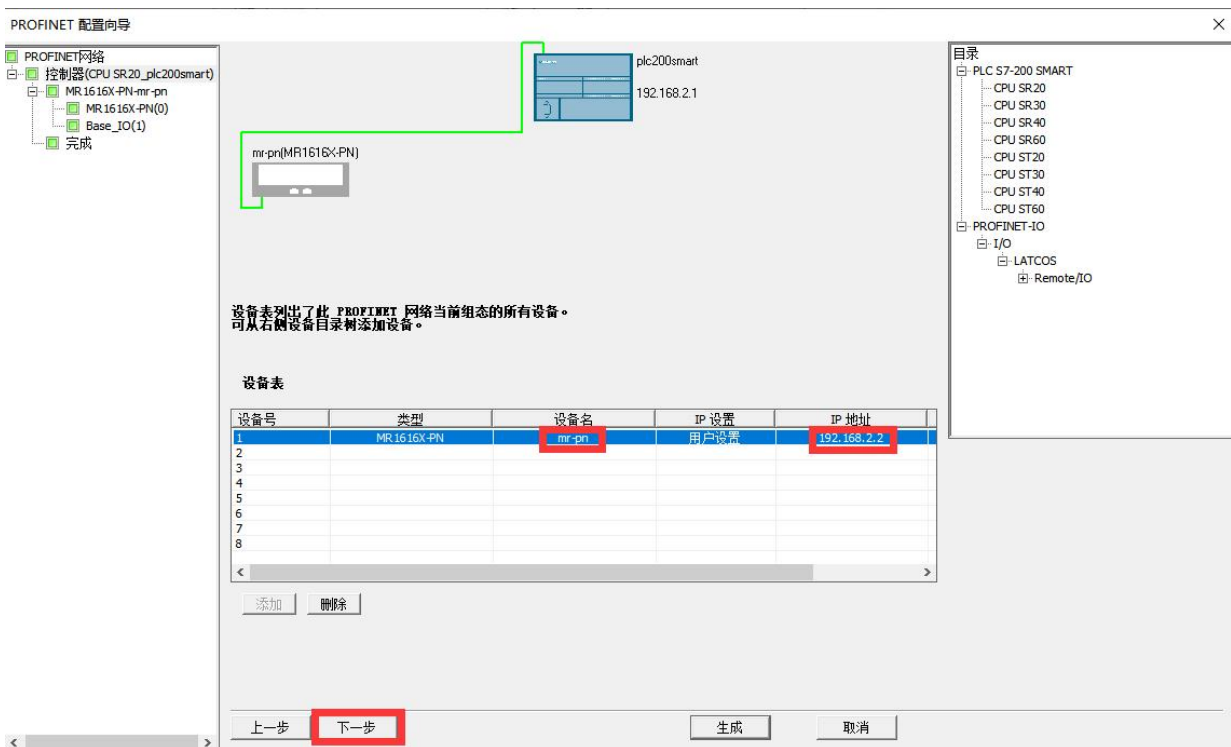 PROFINET 配置向导
PROFINET网络
控制器(CPU SR20_plc200smart)
MR1616X-PN-mr-pn
MR1616X-PN(0)
Base_IO(1)
完成
plc200smart
192.168.2.1
mr-pn(MR1616X-PN)
设备表列出了此 PROFINET 网络当前组态的所有设备。
可从右侧设备目录树添加设备。
设备表
设备号 类型 设备名 IP 设置 IP 地址
1 MR1616X-PN mr-pn 用户设置 192.168.2.2
2
3
4
5
6
7
8
添加 删除
上一步 下一步 生成 取消
目录
PLC S7-200 SMART
CPU SR20
CPU SR30
CPU SR40
CPU SR60
CPU ST20
CPU ST30
CPU ST40
CPU ST60
PROFINET-IO
I/O
LATCOS
Remote/IO